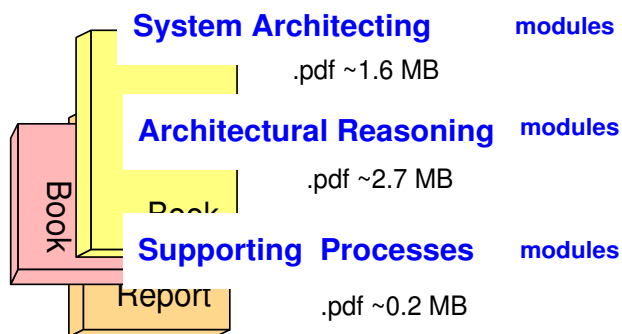 System Architecting modules
.pdf ~1.6 MB
Architectural Reasoning modules
.pdf ~2.7 MB
Book
Book
Supporting Processes modules
Report
.pdf ~0.2 MB